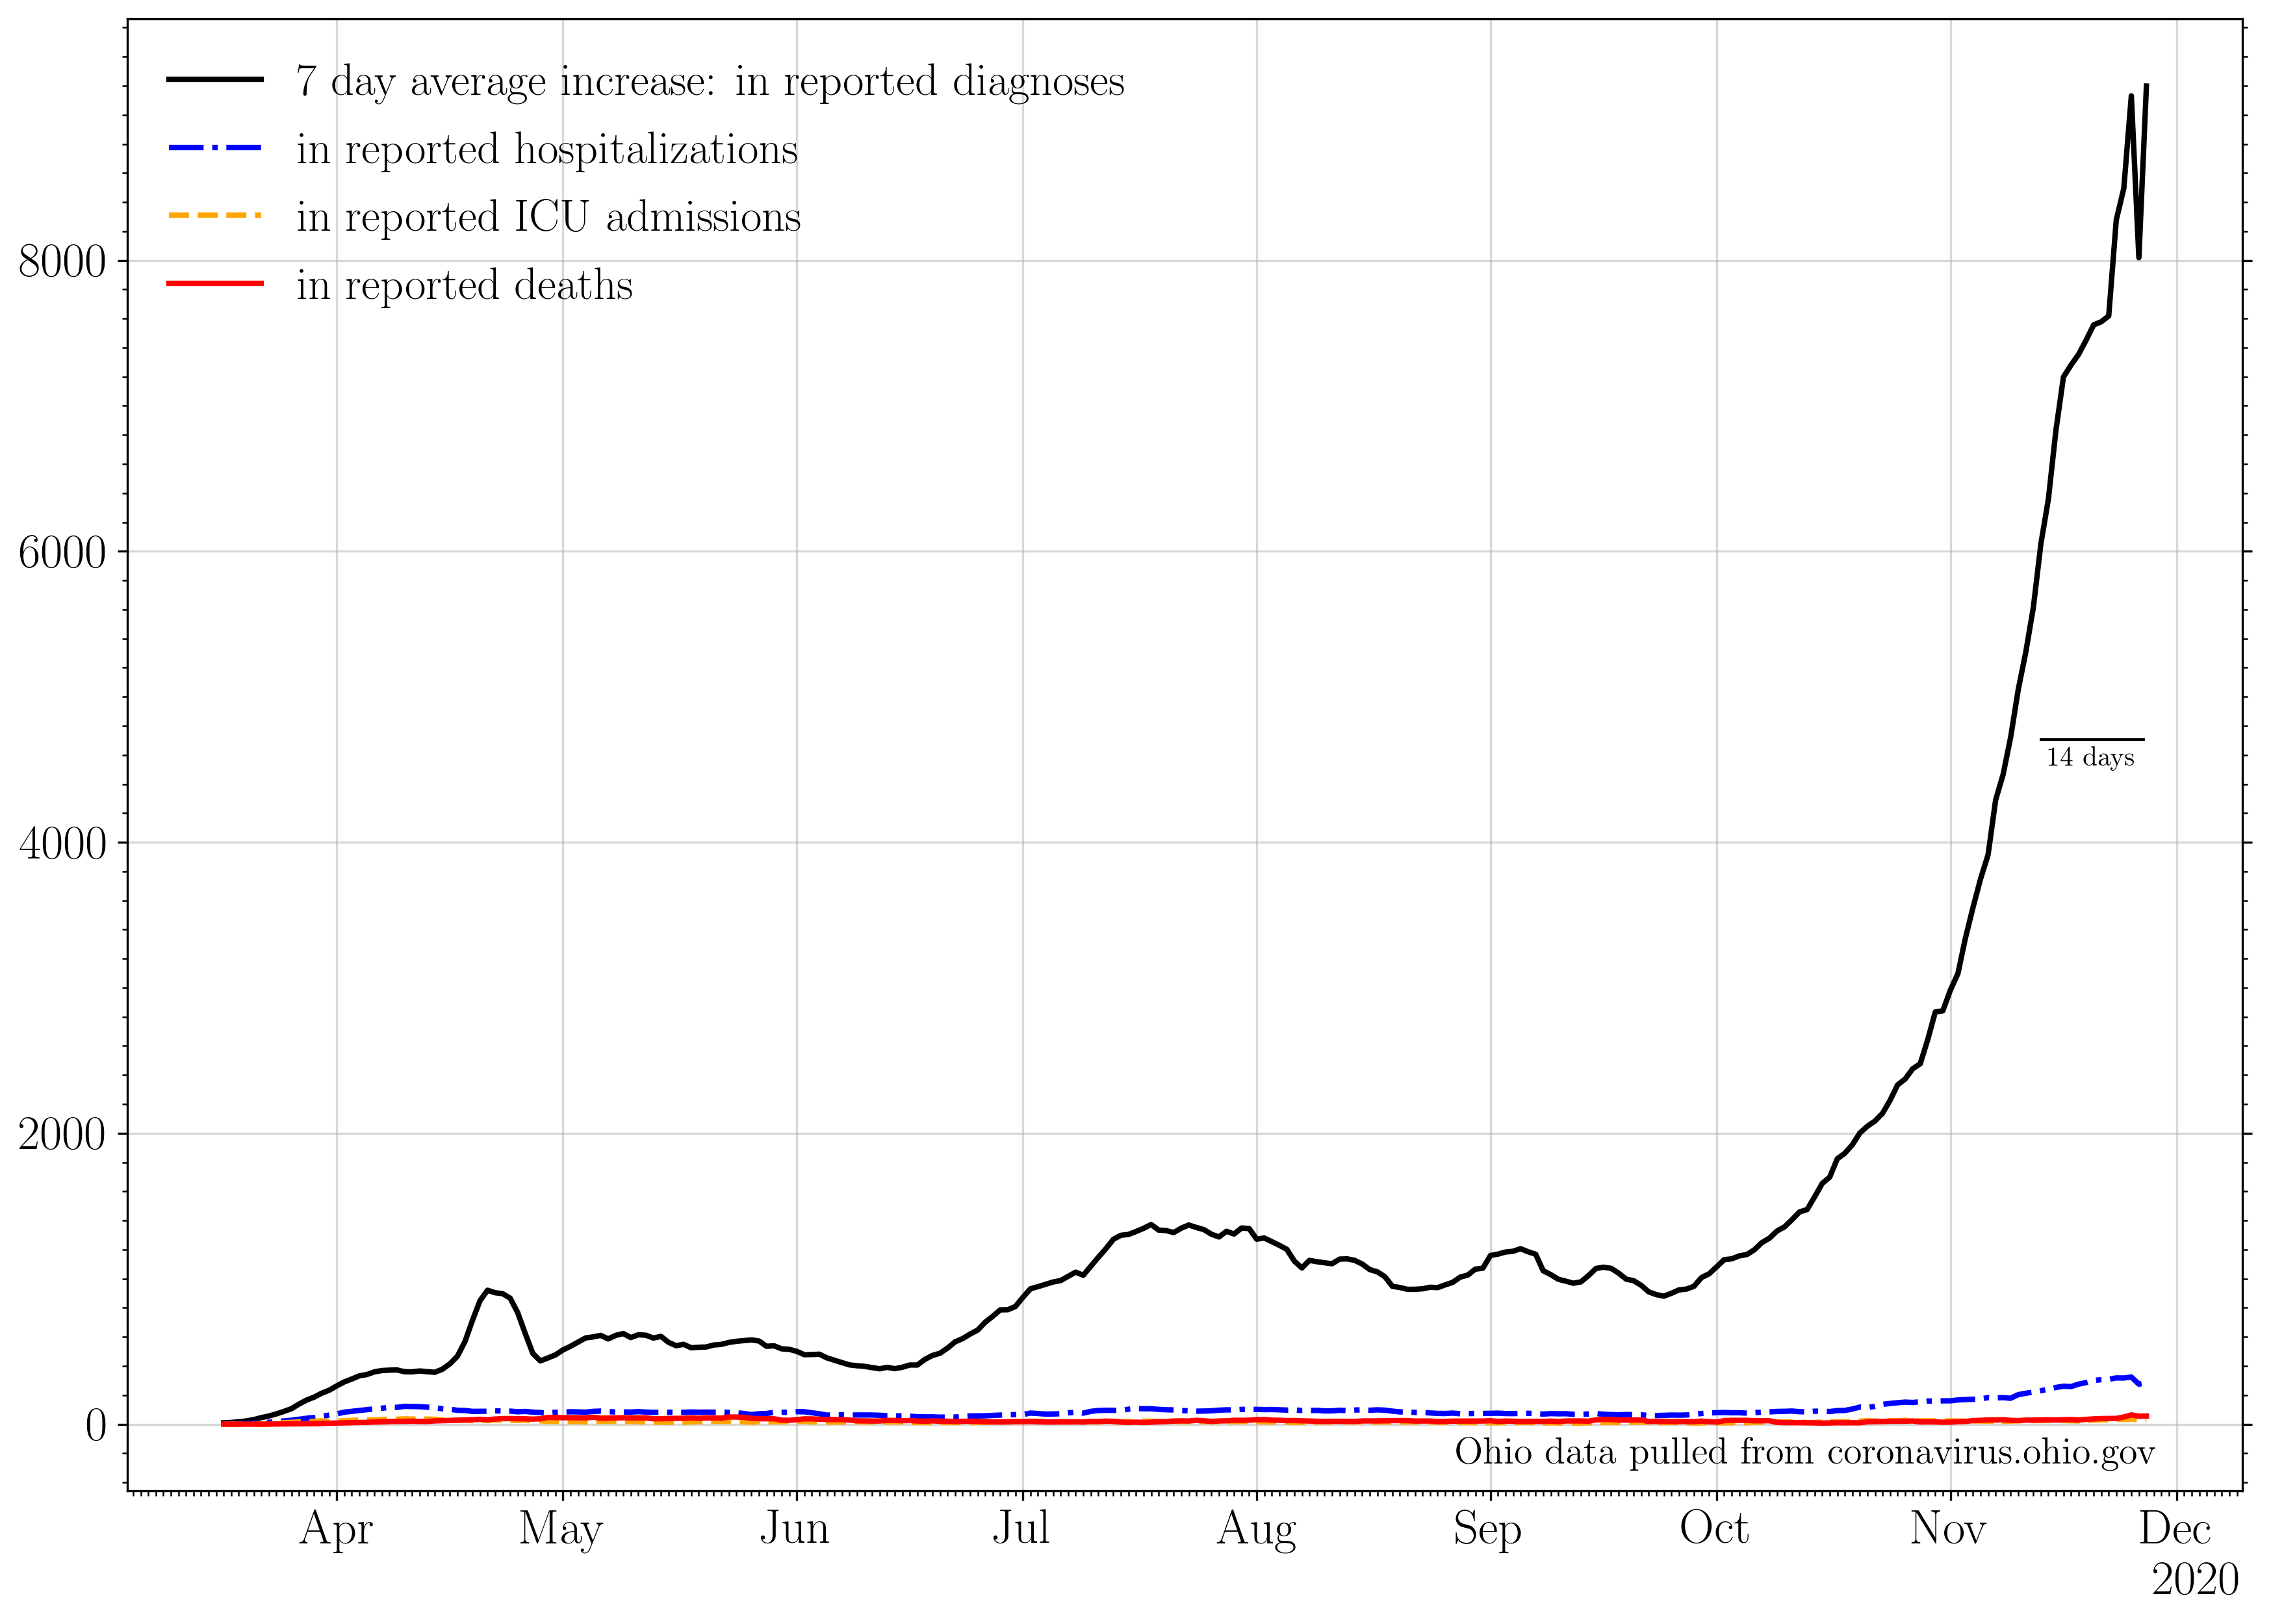 7 day average increase: in reported diagnoses
in reported hospitalizations
in reported ICU admissions
in reported deaths
8000
6000
4000
2000
0
14 days
Ohio data pulled from coronavirus.ohio.gov
Apr May Jun Jul Aug Sep Oct Nov Dec
2020